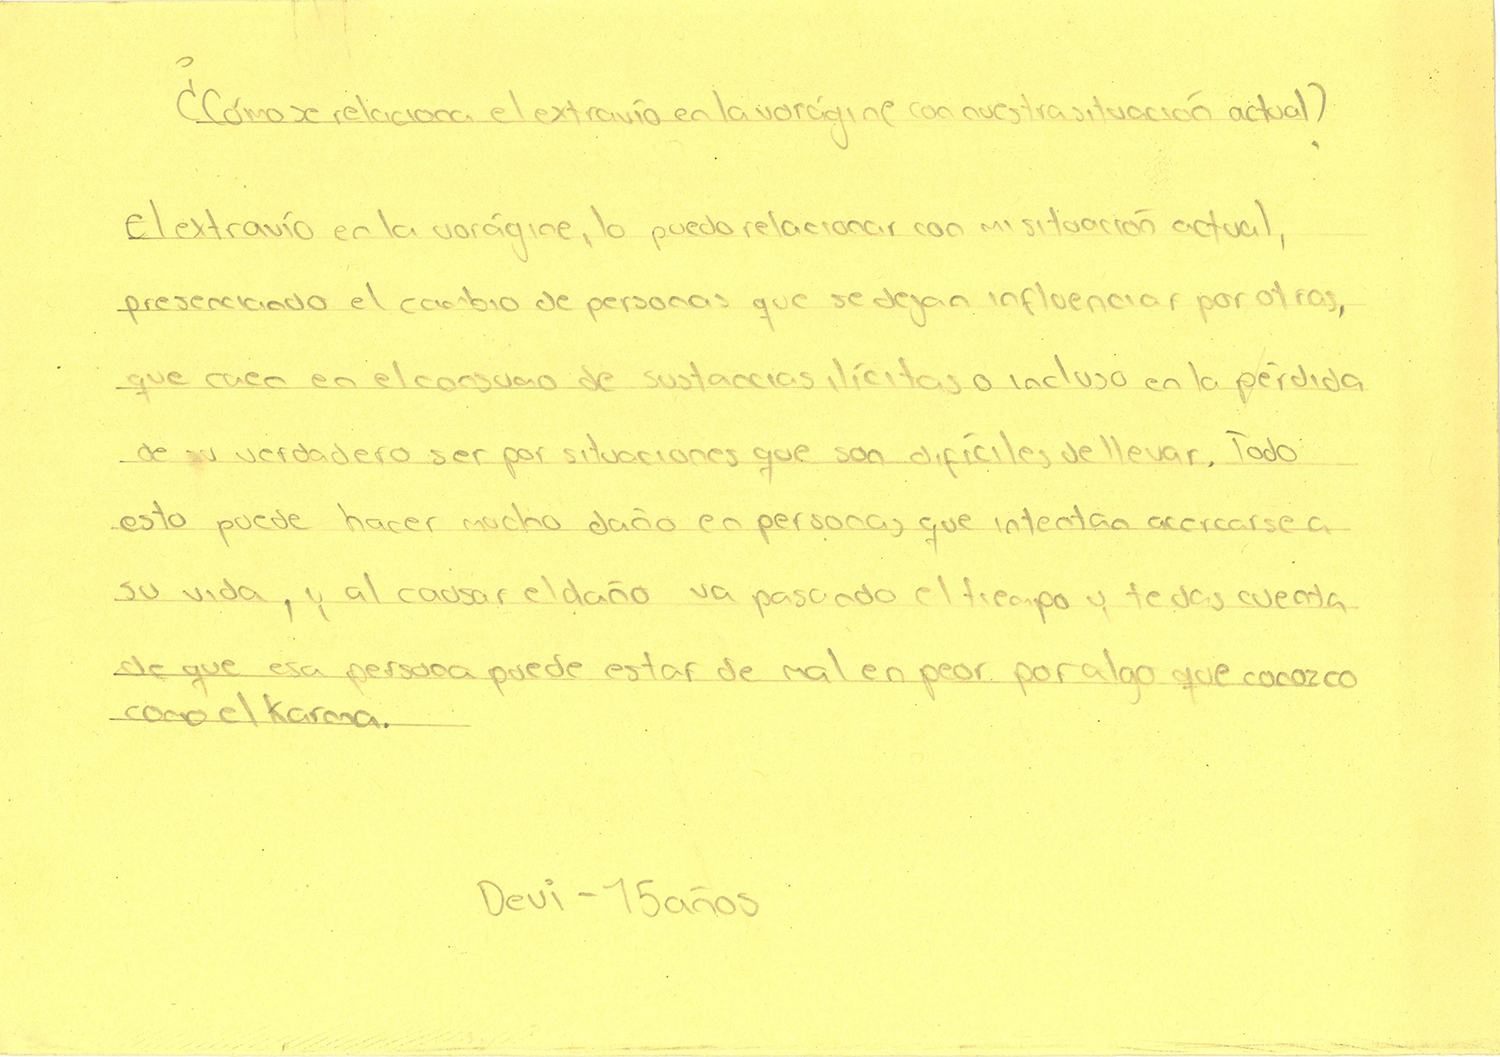 ¿Cómo se relaciona el extravío en la vorágine con nuestra situación actual?
El extravío en la vorágine, lo puedo relacionar con mi situación actual,
presenciando el cambio de personas que se dejan influenciar por otras,
que caen en el consumo de sustancias ilícitas o incluso en la pérdida
de su verdadero ser por situaciones que son difíciles de llevar. Todo
esto puede hacer mucho daño en personas que intentan acercarse a
su vida, y al causar el daño va pasando el tiempo y te das cuenta
de que esa persona puede estar de mal en peor por algo que conozco
como el Karma.
Devi - 15 años